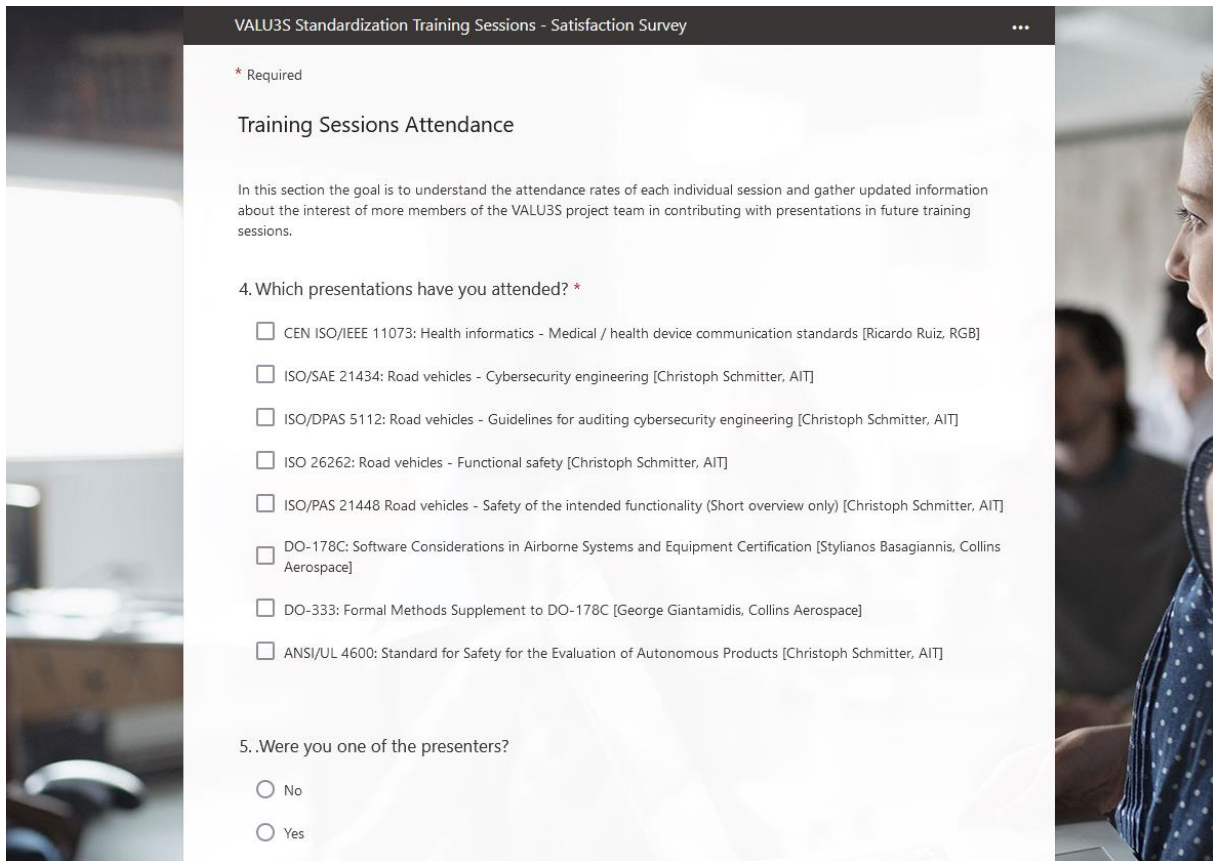 VALU3S Standardization Training Sessions - Satisfaction Survey
* Required
Training Sessions Attendance
In this section the goal is to understand the attendance rates of each individual session and gather updated information
about the interest of more members of the VALU3S project team in contributing with presentations in future training
sessions.
4. Which presentations have you attended? *
CEN ISO/IEEE 11073: Health informatics - Medical / health device communication standards [Ricardo Ruiz, RGB]
ISO/SAE 21434: Road vehicles - Cybersecurity engineering [Christoph Schmitter, AIT]
ISO/DPAS 5112: Road vehicles - Guidelines for auditing cybersecurity engineering [Christoph Schmitter, AIT]
ISO 26262: Road vehicles - Functional safety [Christoph Schmitter, AIT]
ISO/PAS 21448 Road vehicles - Safety of the intended functionality (Short overview only) [Christoph Schmitter, AIT]
DO-178C: Software Considerations in Airborne Systems and Equipment Certification [Stylianos Basagiannis, Collins
Aerospace]
DO-333: Formal Methods Supplement to DO-178C [George Giantamidis, Collins Aerospace]
ANSI/UL 4600: Standard for Safety for the Evaluation of Autonomous Products [Christoph Schmitter, AIT]
5. .Were you one of the presenters?
No
Yes